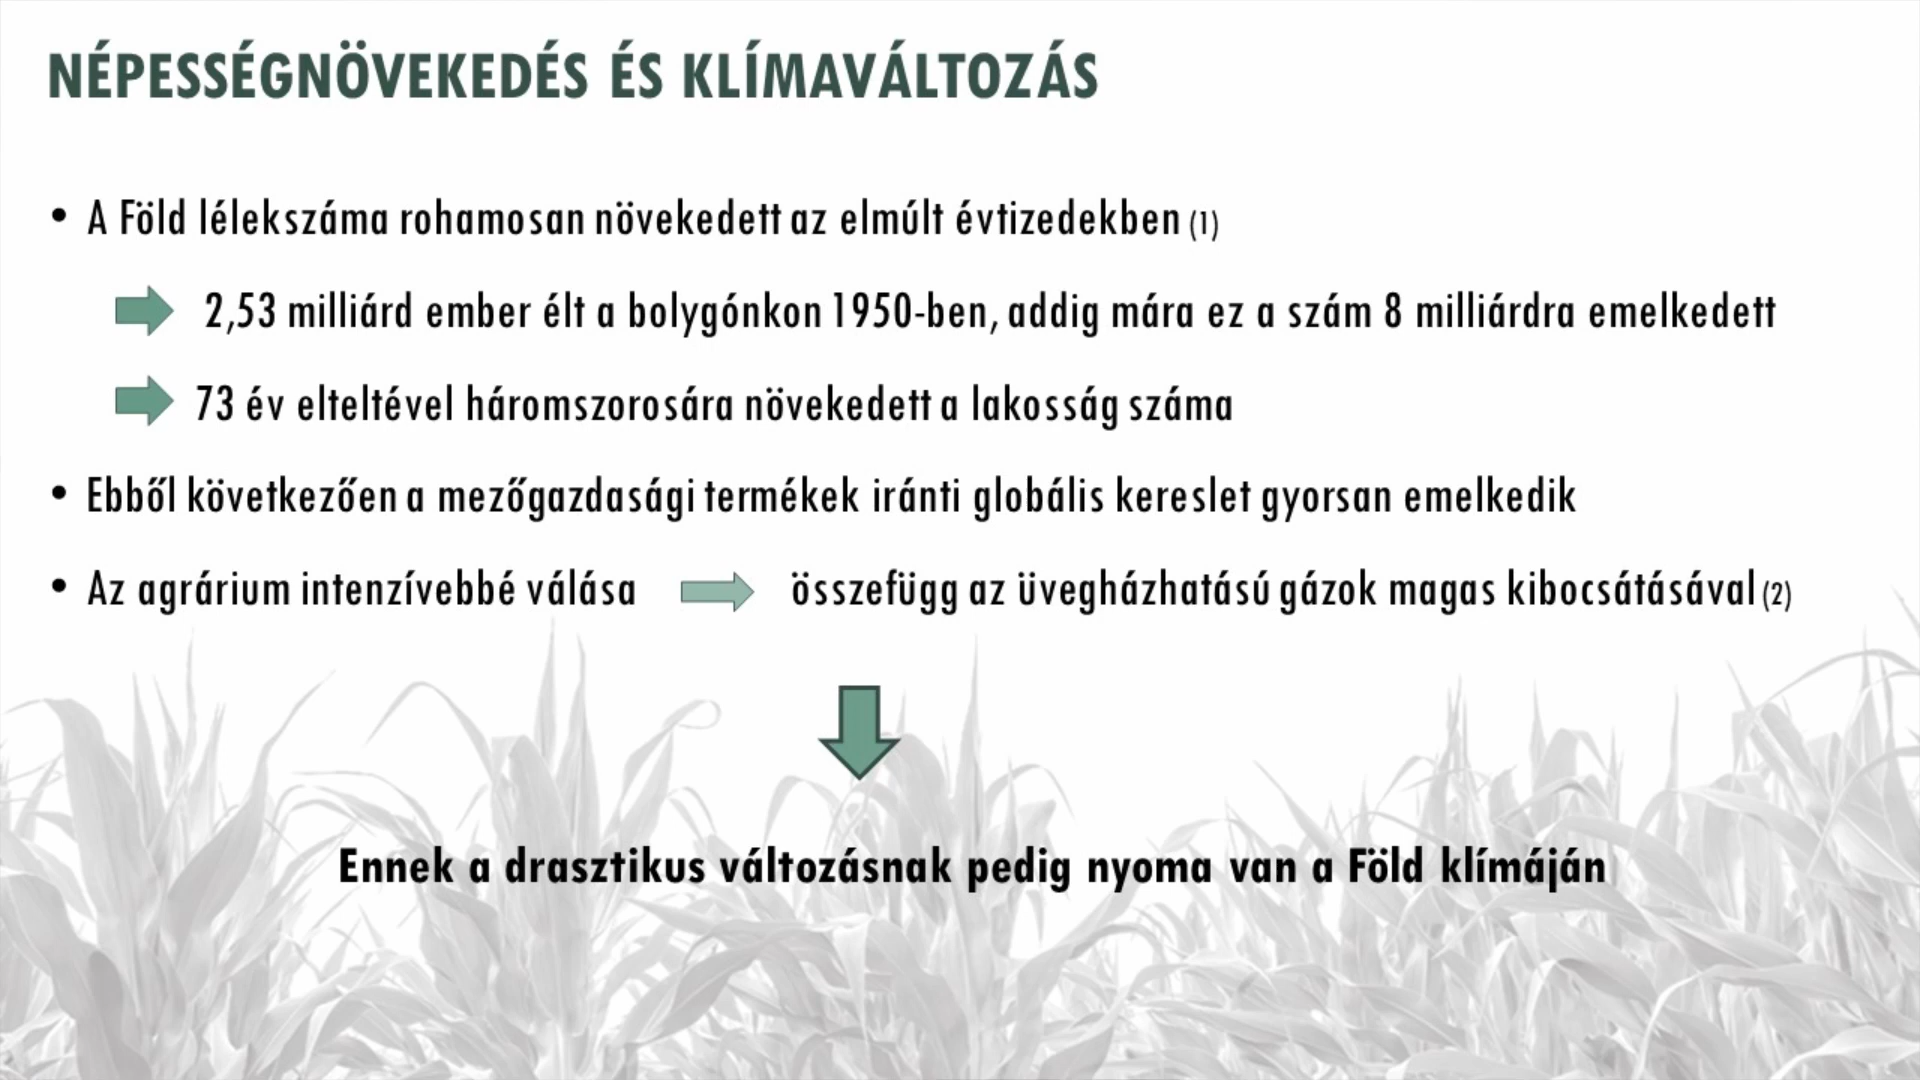 NÉPESSÉGNÖVEKEDÉS ÉS KLÍMAVÁLTOZÁS
• A Föld lélekszáma rohamosan növekedett az elmúlt évtizedekben (1)
2,53 milliárd ember élt a bolygónkon 1950-ben, addig mára ez a szám 8 milliárdra emelkedett
73 év elteltével háromszorosára növekedett a lakosság száma
• Ebből következően a mezőgazdasági termékek iránti globális kereslet gyorsan emelkedik
• Az agrárium intenzívebbé válása összefügg az üvegházhatású gázok magas kibocsátásával (2)
Ennek a drasztikus változásnak pedig nyoma van a Föld klímáján